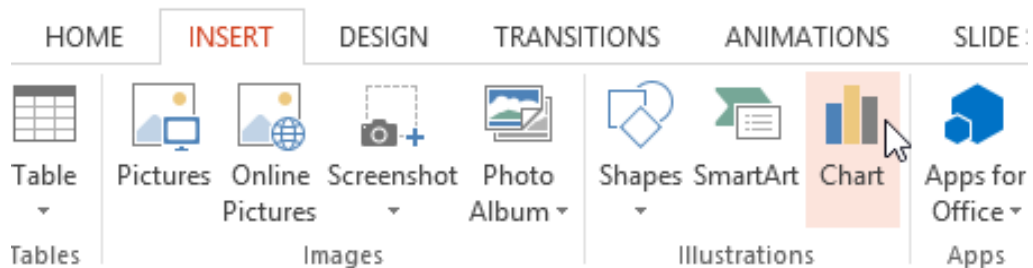 HOME INSERT DESIGN TRANSITIONS ANIMATIONS SLIDE
Table Pictures Online Screenshot Photo Shapes SmartArt Chart Apps for
Pictures Album Office
Tables Images Illustrations Apps